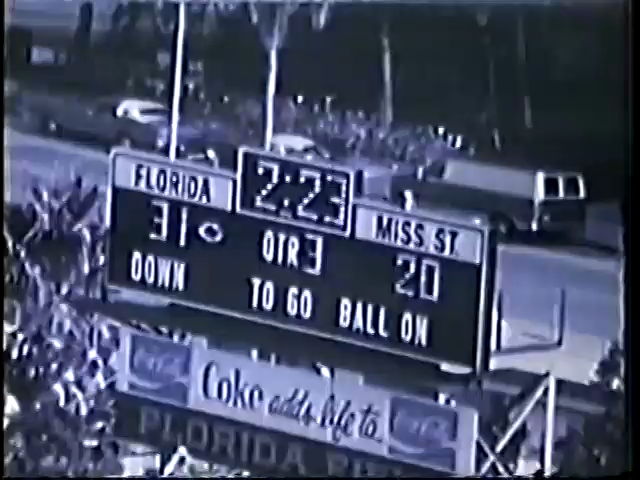 FLORIDA 2:23 MISS ST.
31 QTR 3 20
DOWN TO GO BALL ON
Coke adds life to
FLORIDA